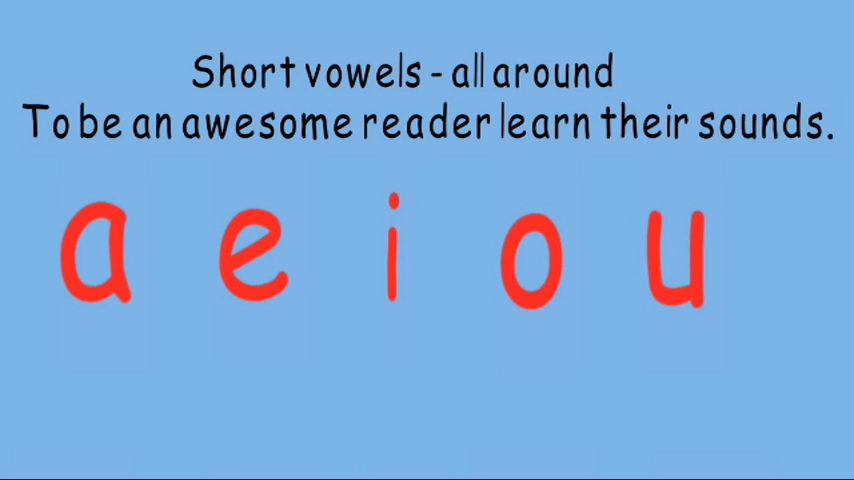 Short vowels - all around
To be an awesome reader learn their sounds.
a e i o u